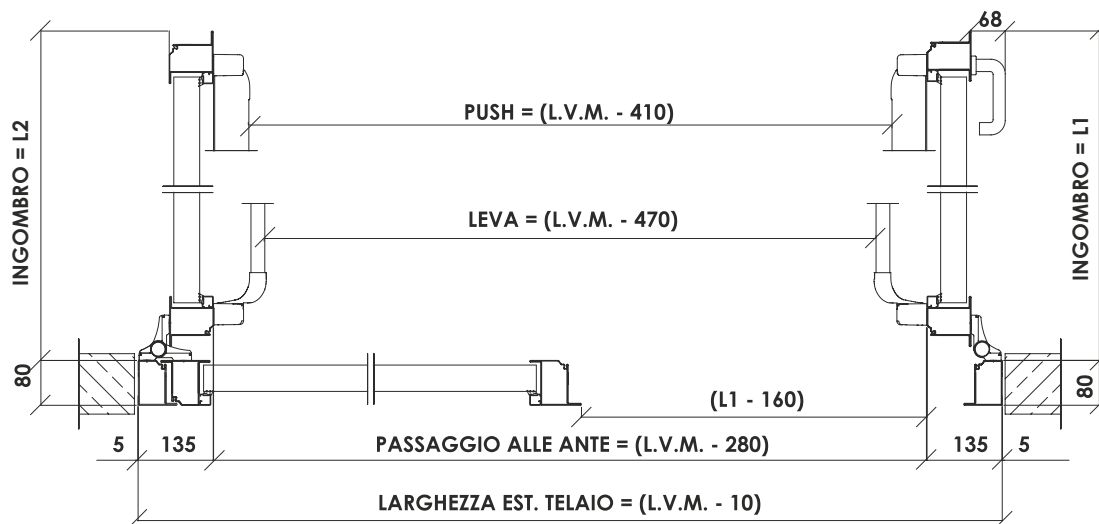 68
PUSH = (L.V.M. - 410)
INGOMBRO = L2
INGOMBRO = L1
LEVA = (L.V.M. - 470)
80
80
(L1 - 160)
5
135
PASSAGGIO ALLE ANTE = (L.V.M. - 280)
135
5
LARGHEZZA EST. TELAIO = (L.V.M. - 10)